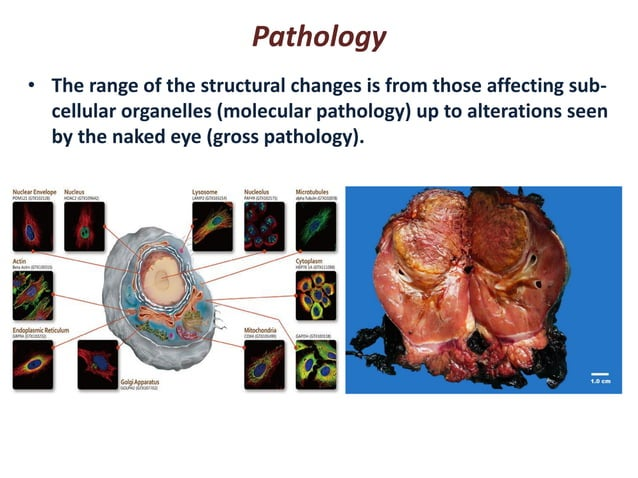 Pathology
• The range of the structural changes is from those affecting sub-
cellular organelles (molecular pathology) up to alterations seen
by the naked eye (gross pathology).
Nuclear Envelope
Nucleus
Lysosome
Nucleolus
Microtubules
Actin
Cytoplasm
Endoplasmic Reticulum
Mitochondria
Golgi Apparatus
1.0 cm